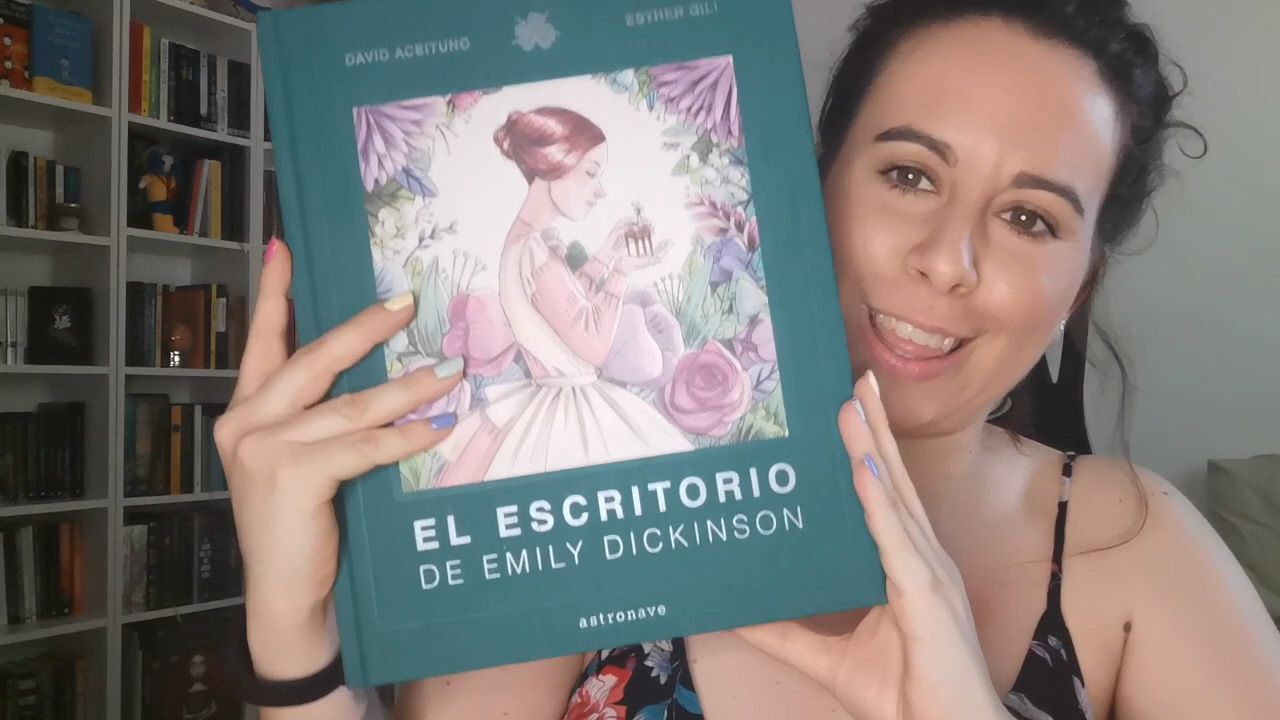 DAVID ACEITUNO
ESTHER GILI
EL ESCRITORIO
DE EMILY DICKINSON
astronave